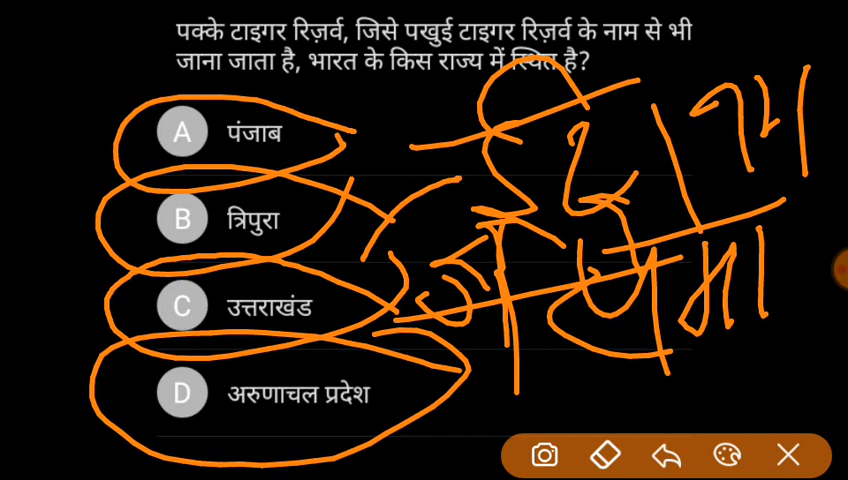 पक्के टाइगर रिज़र्व, जिसे पखुई टाइगर रिज़र्व के नाम से भी
जाना जाता है, भारत के किस राज्य में स्थित है?
A पंजाब
B त्रिपुरा
C उत्तराखंड
D अरुणाचल प्रदेश